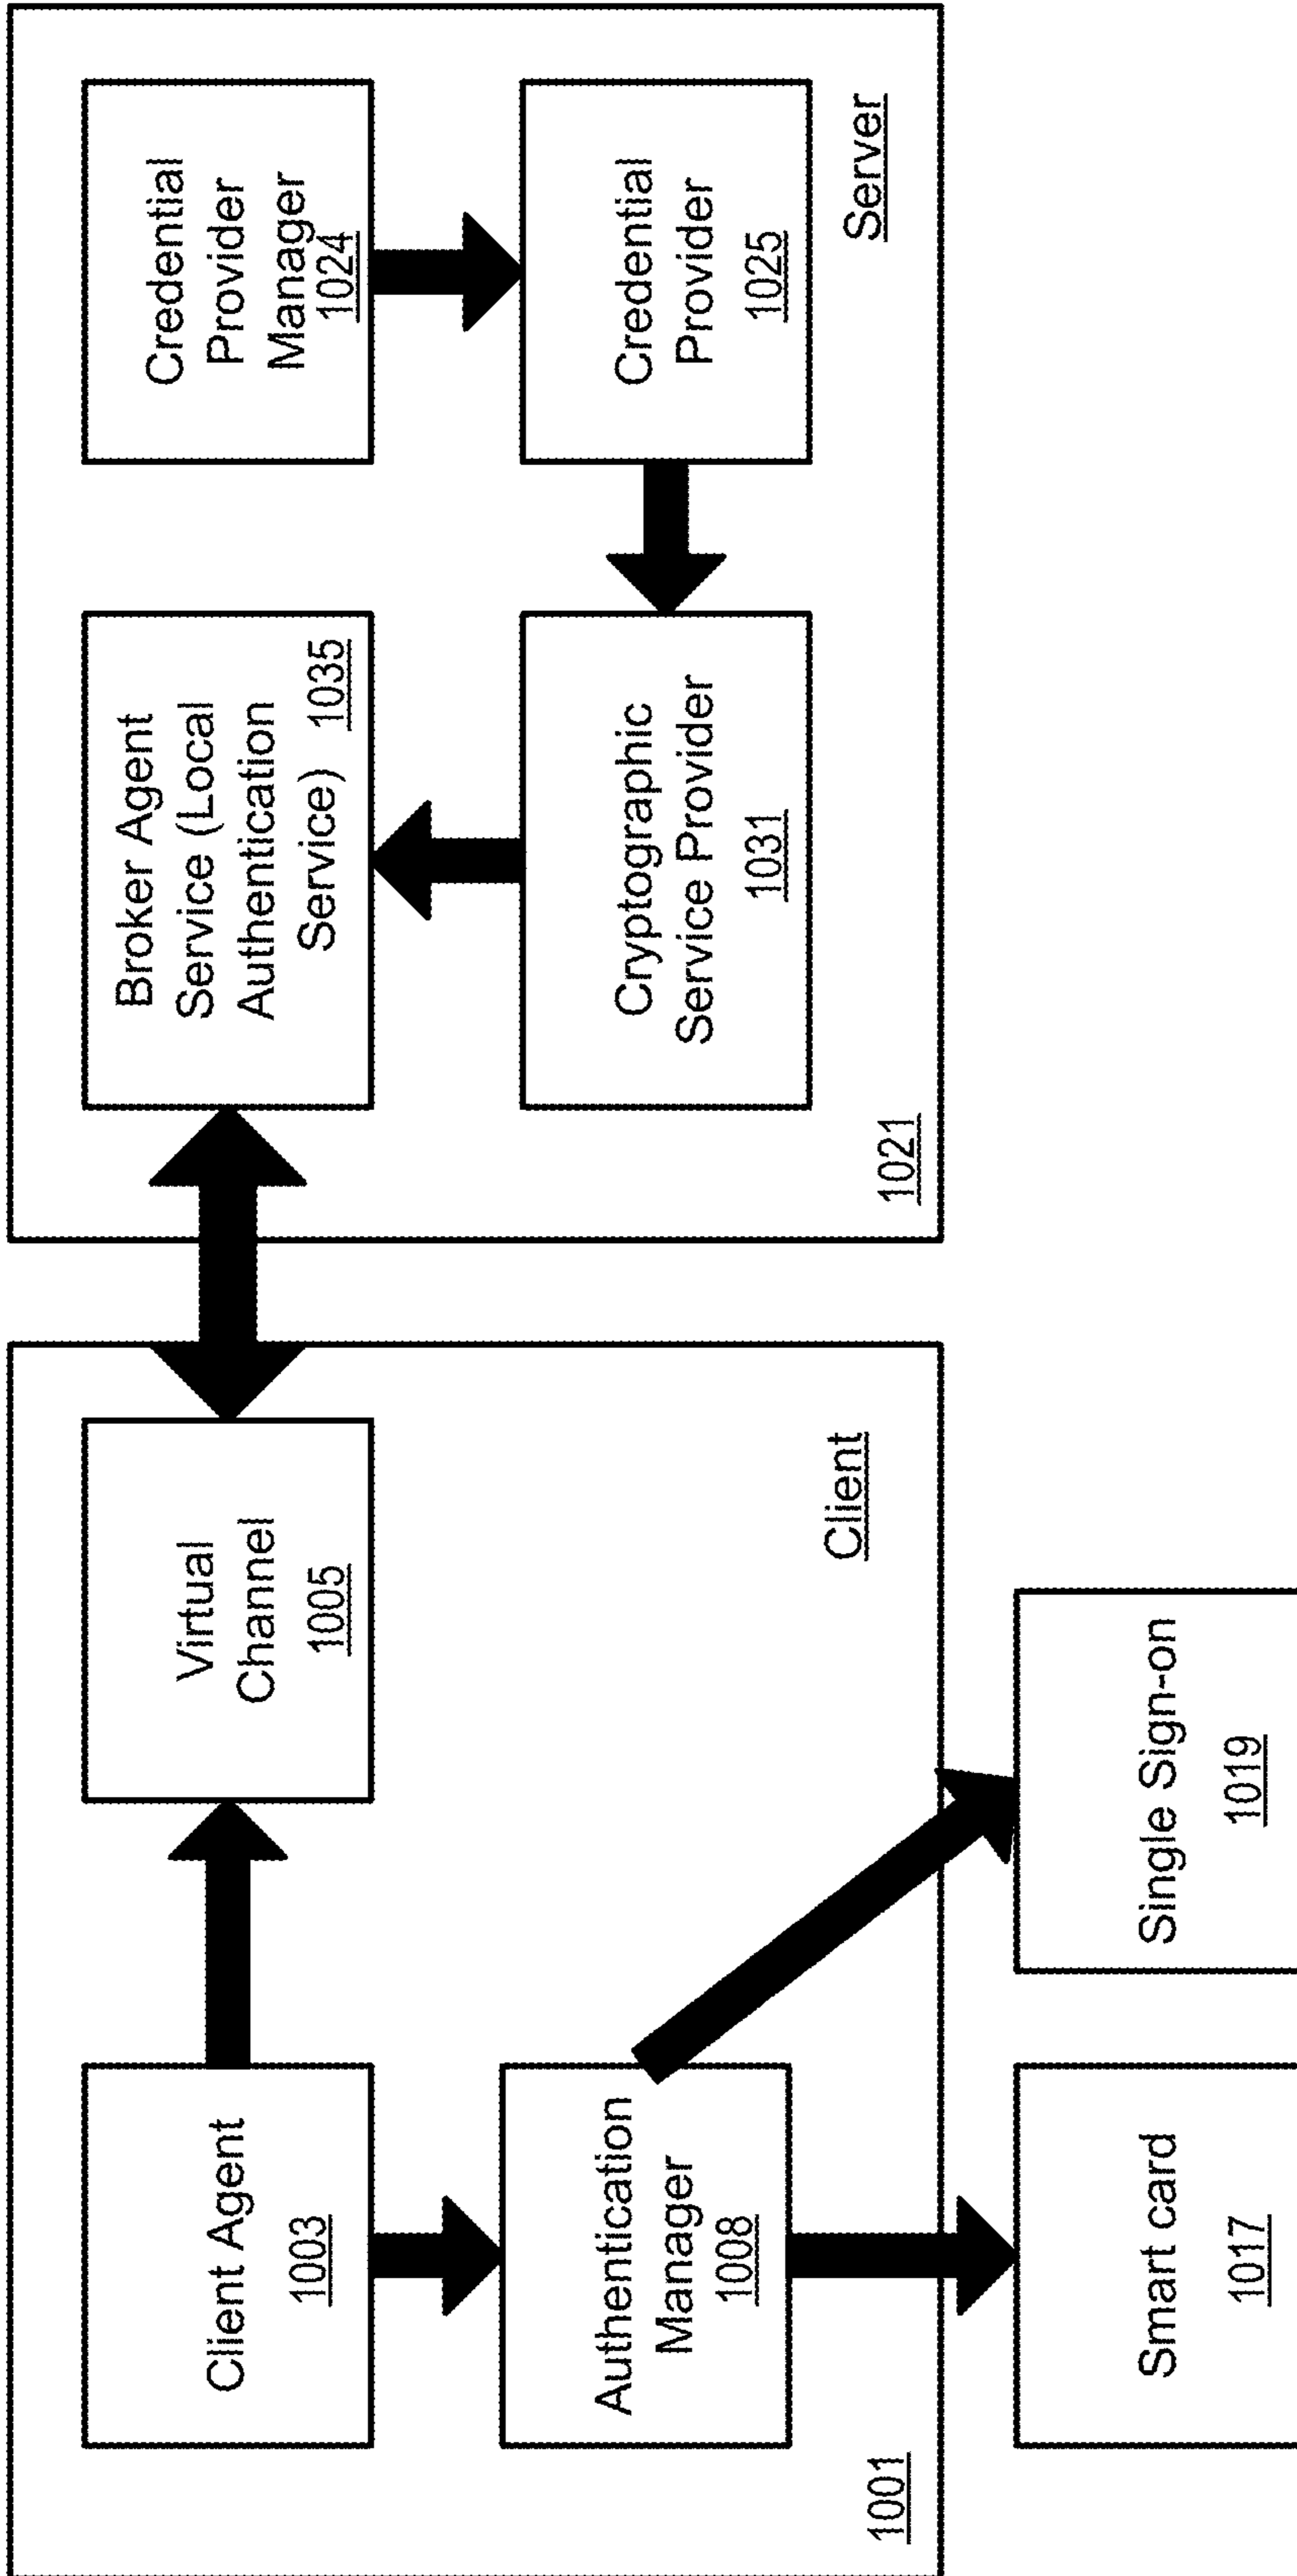 Client Agent
1003
Virtual
Channel
1005
Authentication
Manager
1008
Client
1001
Smart card
1017
Single Sign-on
1019
Broker Agent
Service (Local
Authentication
Service) 1035
Credential
Provider
Manager
1024
Cryptographic
Service Provider
1031
Credential
Provider
1025
Server
1021